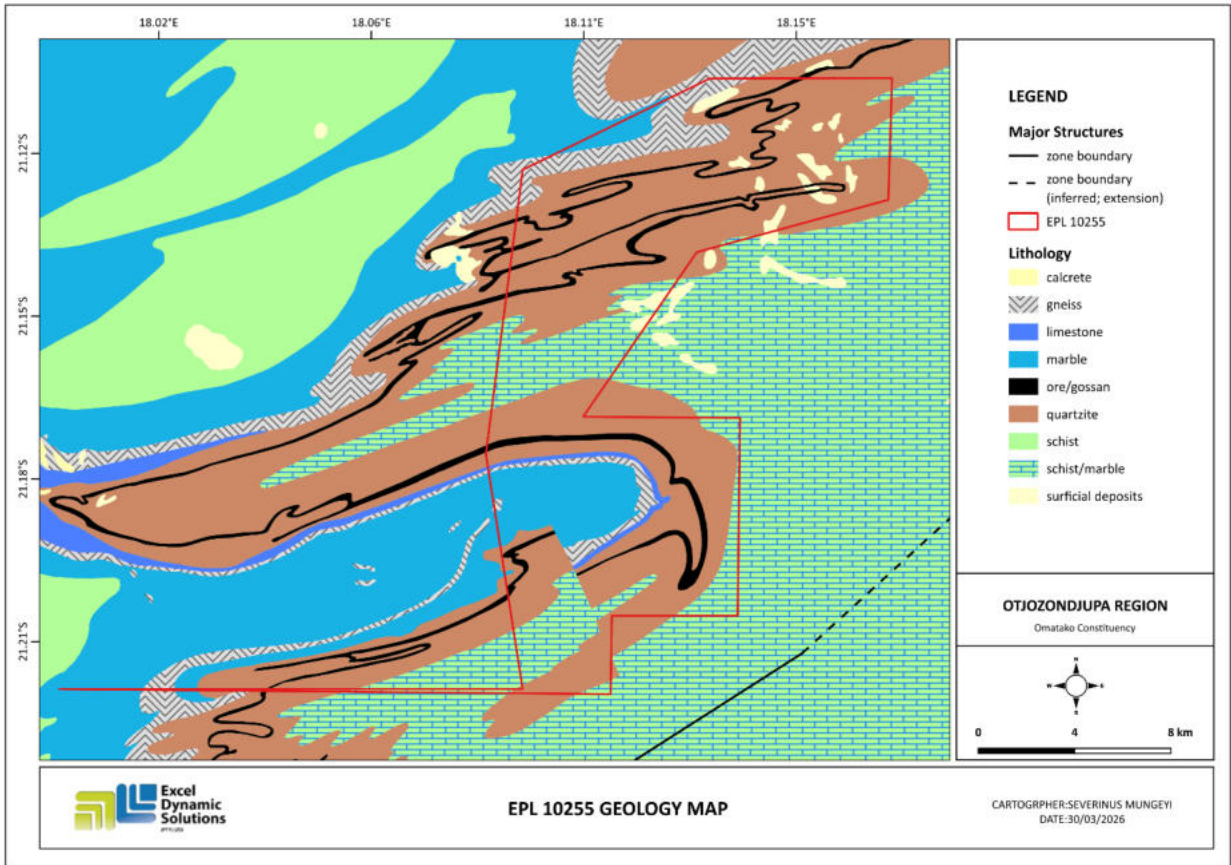 18.02°E
18.06°E
18.11°E
18.15°E
21.12°S
21.15°S
21.18°S
21.21°S
LEGEND
Major Structures
zone boundary
zone boundary
(inferred; extension)
EPL 10255
Lithology
calcrete
gneiss
limestone
marble
ore/gossan
quartzite
schist
schist/marble
surficial deposits
OTJOZONDJUPA REGION
Omatako Constituency
N
W
E
S
0
4
8 km
Excel
Dynamic
Solutions
(PTY) LTD
EPL 10255 GEOLOGY MAP
CARTOGRPHER:SEVERINUS MUNGEYI
DATE:30/03/2026